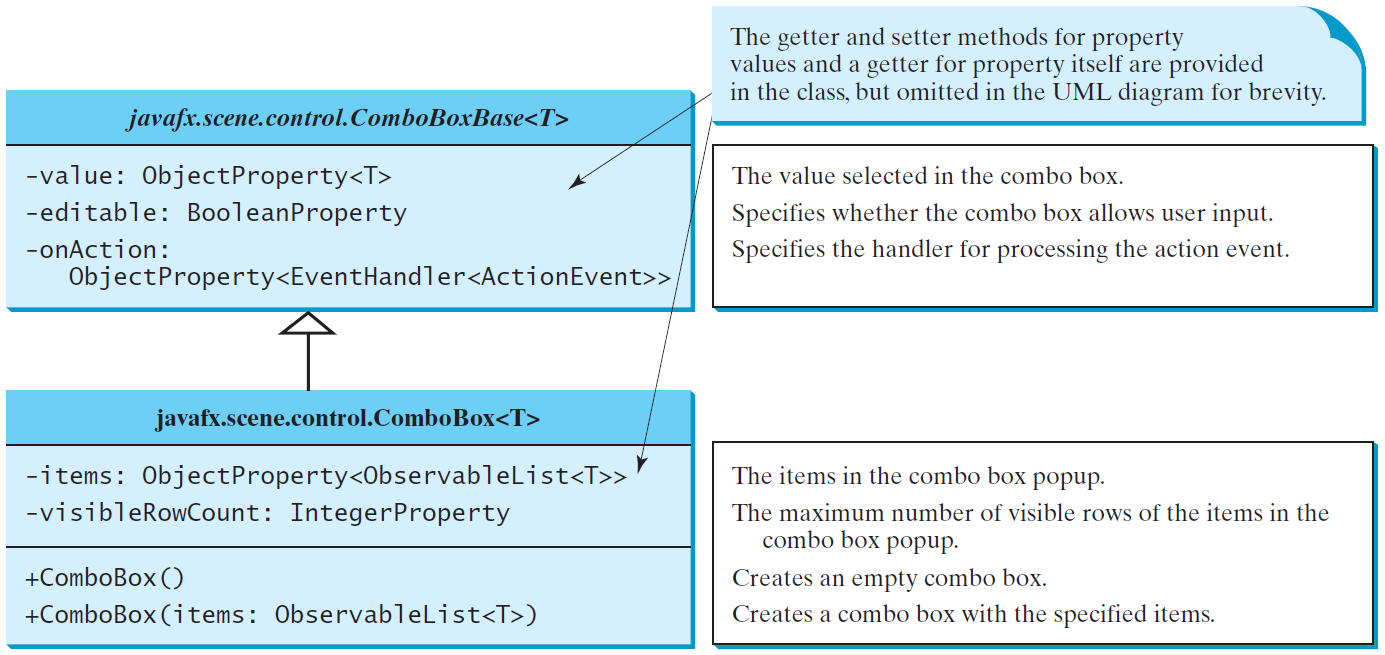 The getter and setter methods for property
values and a getter for property itself are provided
in the class, but omitted in the UML diagram for brevity.
javafx.scene.control.ComboBoxBase<T>
-value: ObjectProperty<T>
-editable: BooleanProperty
-onAction:
ObjectProperty<EventHandler<ActionEvent>>
The value selected in the combo box.
Specifies whether the combo box allows user input.
Specifies the handler for processing the action event.
javafx.scene.control.ComboBox<T>
-items: ObjectProperty<ObservableList<T>>
-visibleRowCount: IntegerProperty
+ComboBox()
+ComboBox(items: ObservableList<T>)
The items in the combo box popup.
The maximum number of visible rows of the items in the
combo box popup.
Creates an empty combo box.
Creates a combo box with the specified items.